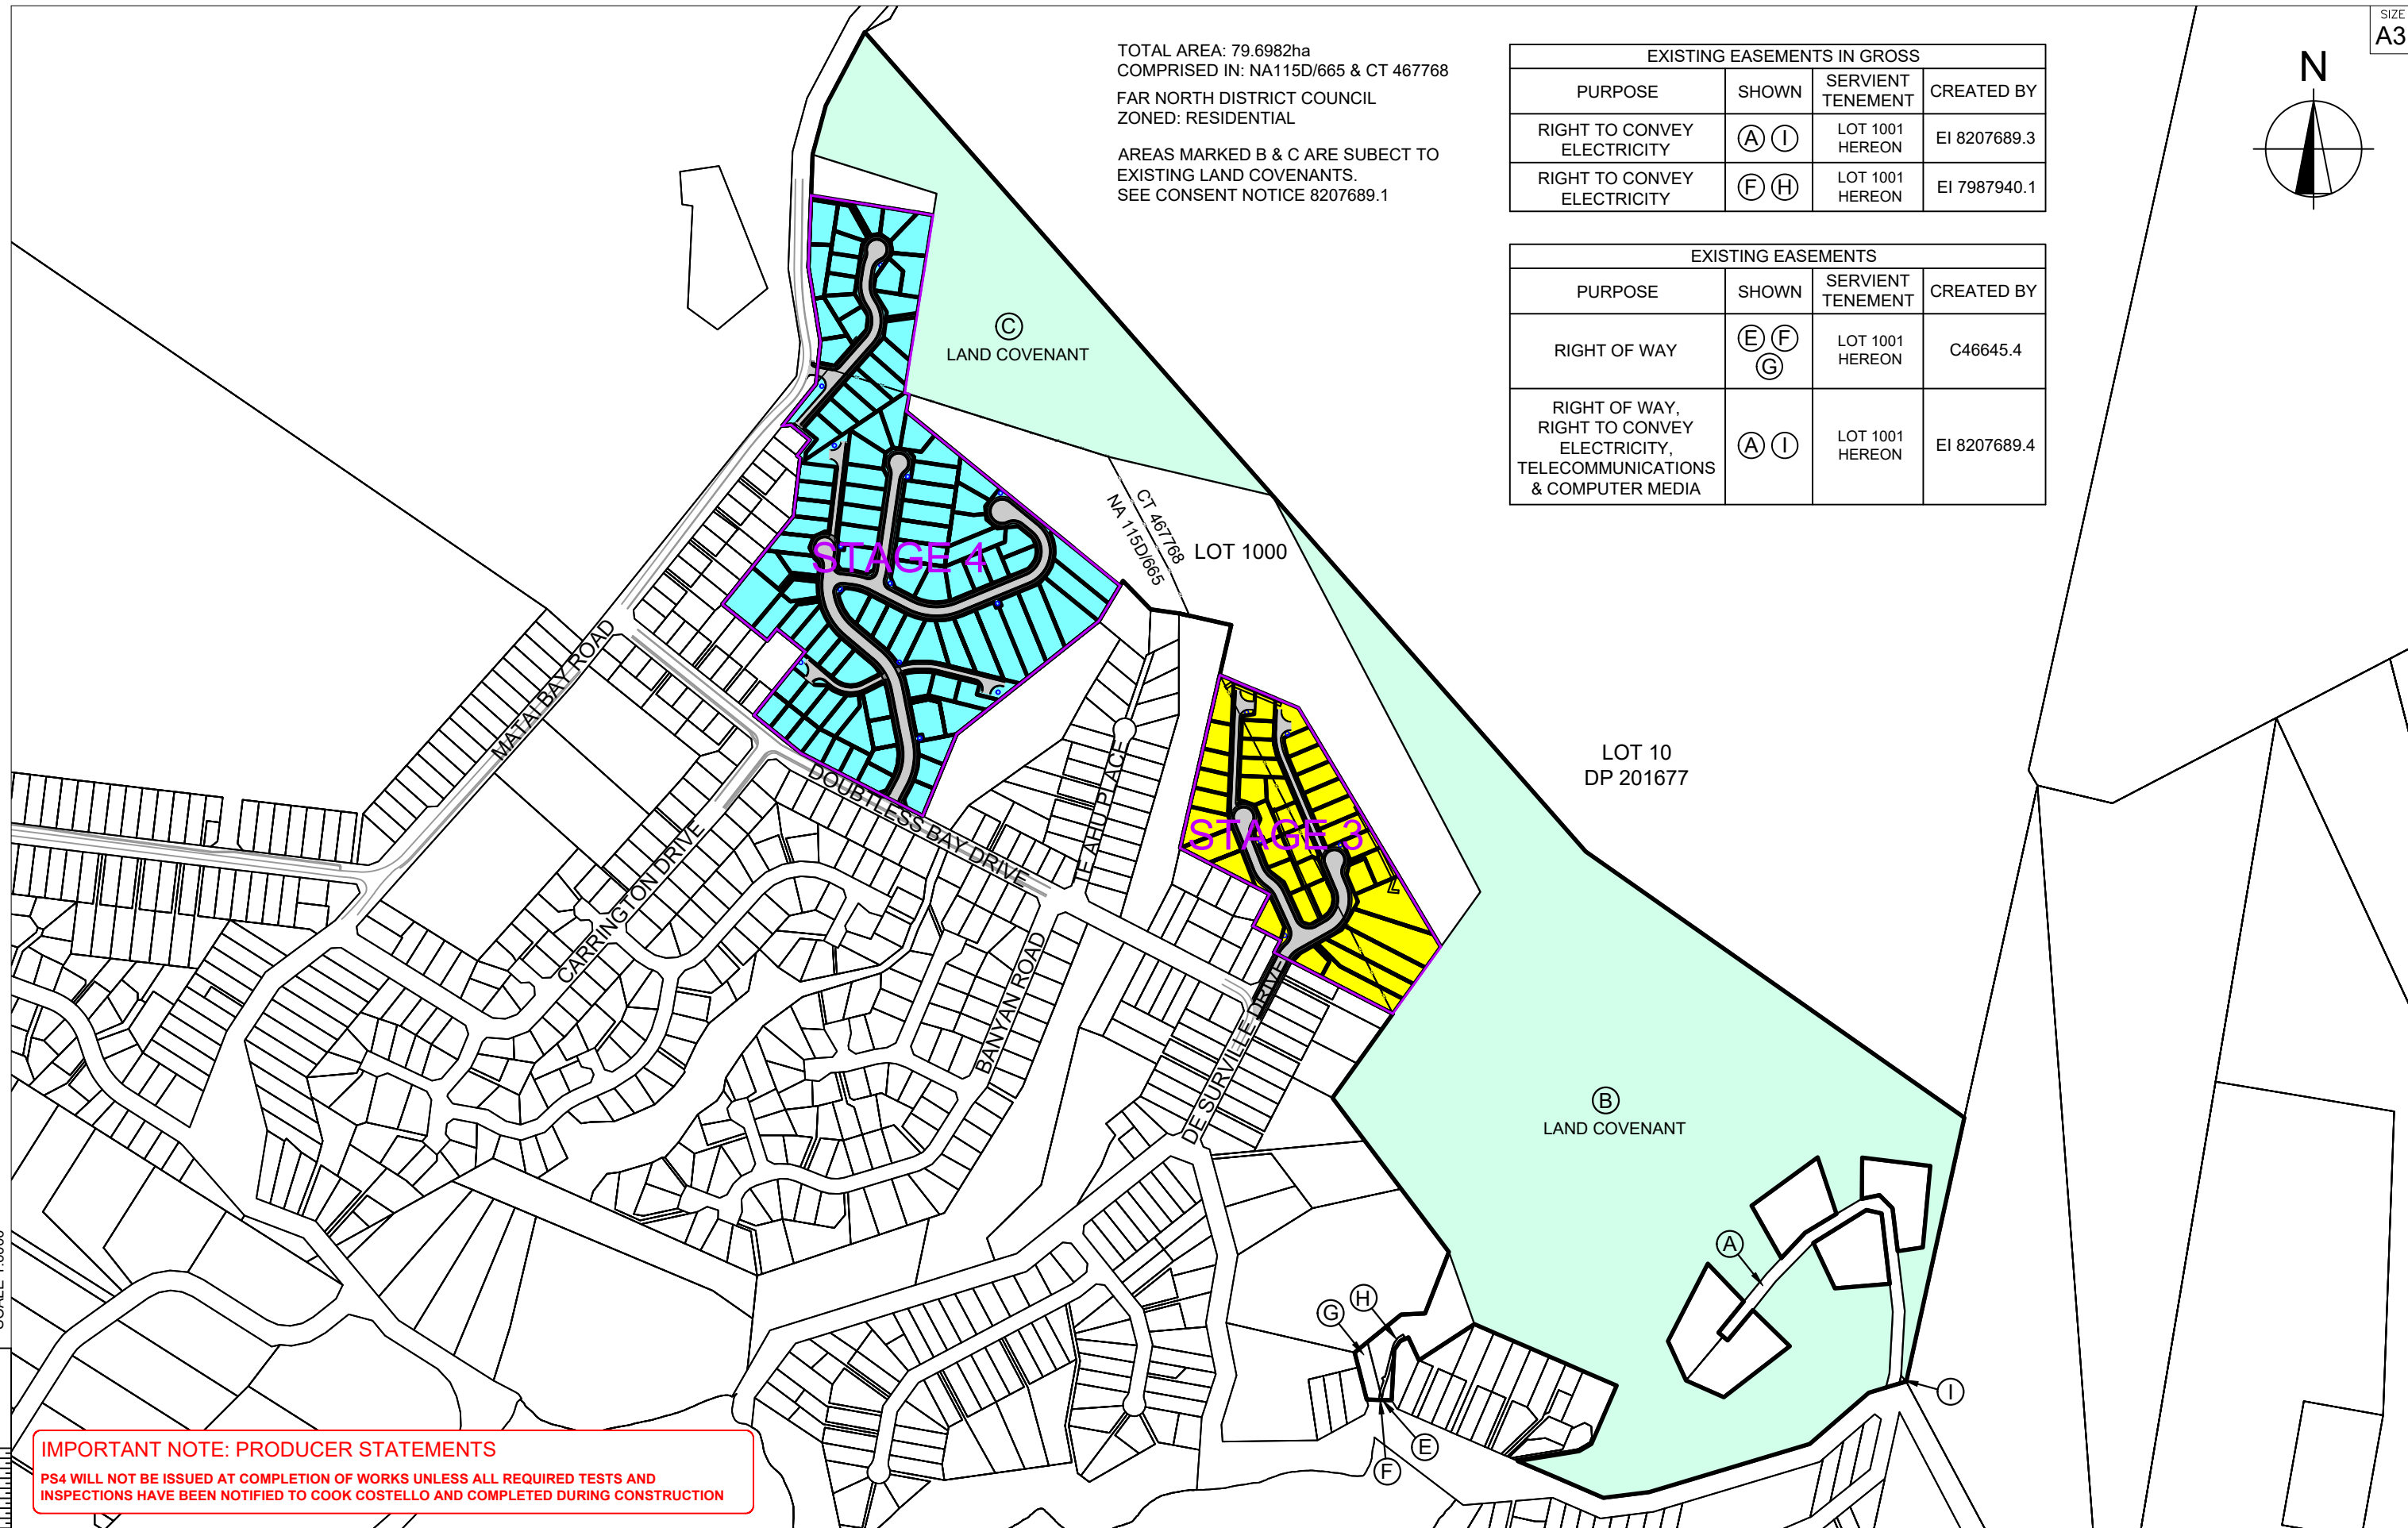 SIZE
A3
TOTAL AREA: 79.6982ha
COMPRISED IN: NA115D/665 & CT 467768
FAR NORTH DISTRICT COUNCIL
ZONED: RESIDENTIAL
AREAS MARKED B & C ARE SUBECT TO
EXISTING LAND COVENANTS.
SEE CONSENT NOTICE 8207689.1
EXISTING EASEMENTS IN GROSS
PURPOSE SHOWN SERVIENT TENEMENT CREATED BY
RIGHT TO CONVEY ELECTRICITY A I LOT 1001 HEREON EI 8207689.3
RIGHT TO CONVEY ELECTRICITY F H LOT 1001 HEREON EI 7987940.1
EXISTING EASEMENTS
PURPOSE SHOWN SERVIENT TENEMENT CREATED BY
RIGHT OF WAY E F G LOT 1001 HEREON C46645.4
RIGHT OF WAY,
RIGHT TO CONVEY
ELECTRICITY,
TELECOMMUNICATIONS
& COMPUTER MEDIA
A I LOT 1001 HEREON EI 8207689.4
N
C
LAND COVENANT
CT 467768
NA 115D/665
LOT 1000
STAGE 4
STAGE 3
LOT 10
DP 201677
MATAI BAY ROAD
DOUBTLESS BAY DRIVE
CARRINGTON DRIVE
BANYAN ROAD
DE SURVILLE DRIVE
B
LAND COVENANT
A
G
H
I
E
F
IMPORTANT NOTE: PRODUCER STATEMENTS
PS4 WILL NOT BE ISSUED AT COMPLETION OF WORKS UNLESS ALL REQUIRED TESTS AND
INSPECTIONS HAVE BEEN NOTIFIED TO COOK COSTELLO AND COMPLETED DURING CONSTRUCTION